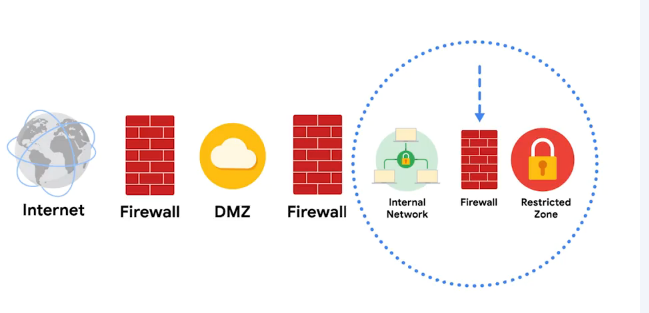 Internet
Firewall
DMZ
Firewall
Internal
Network
Firewall
Restricted
Zone